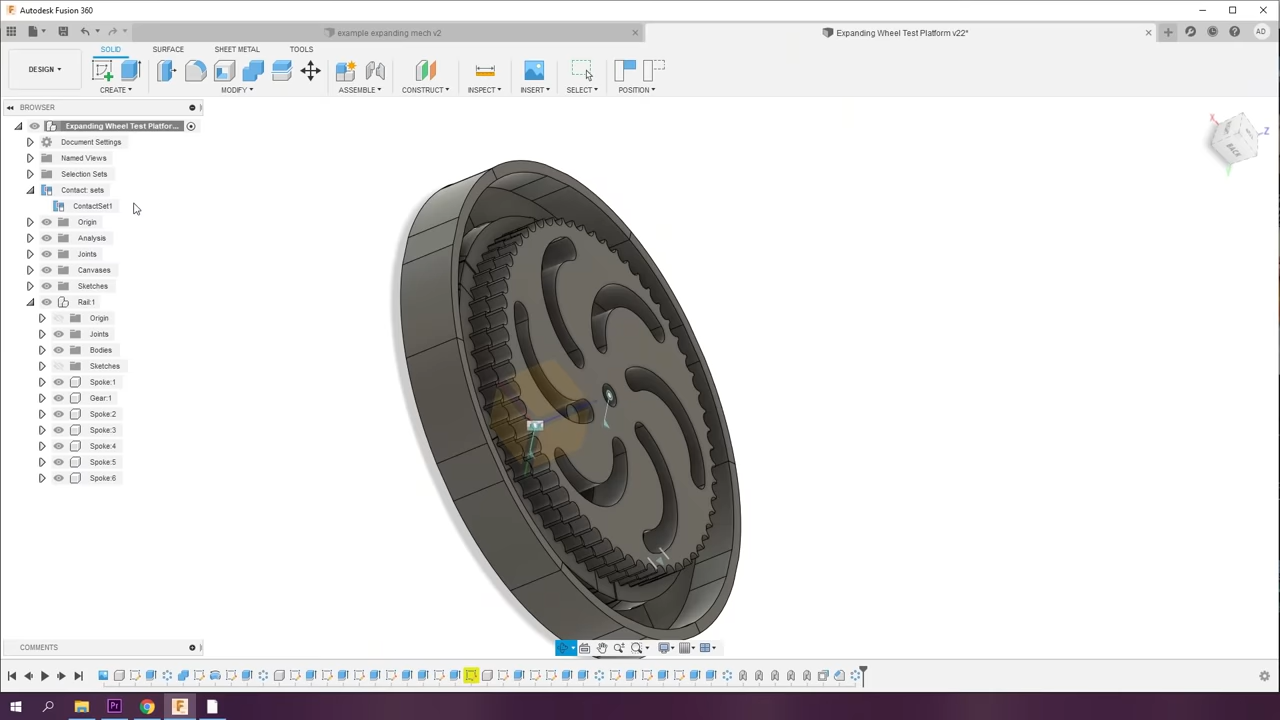 Autodesk Fusion 360
example expanding mech v2
Expanding Wheel Test Platform v22*
AD
SOLID SURFACE SHEET METAL TOOLS
DESIGN
CREATE MODIFY ASSEMBLE CONSTRUCT INSPECT INSERT SELECT POSITION
BROWSER
Expanding Wheel Test Platfor...
Document Settings
Named Views
Selection Sets
Contact: sets
ContactSet1
Origin
Analysis
Joints
Canvases
Sketches
Rail:1
Origin
Joints
Bodies
Sketches
Spoke:1
Gear:1
Spoke:2
Spoke:3
Spoke:4
Spoke:5
Spoke:6
X
Z
BACK
COMMENTS
Pr
F